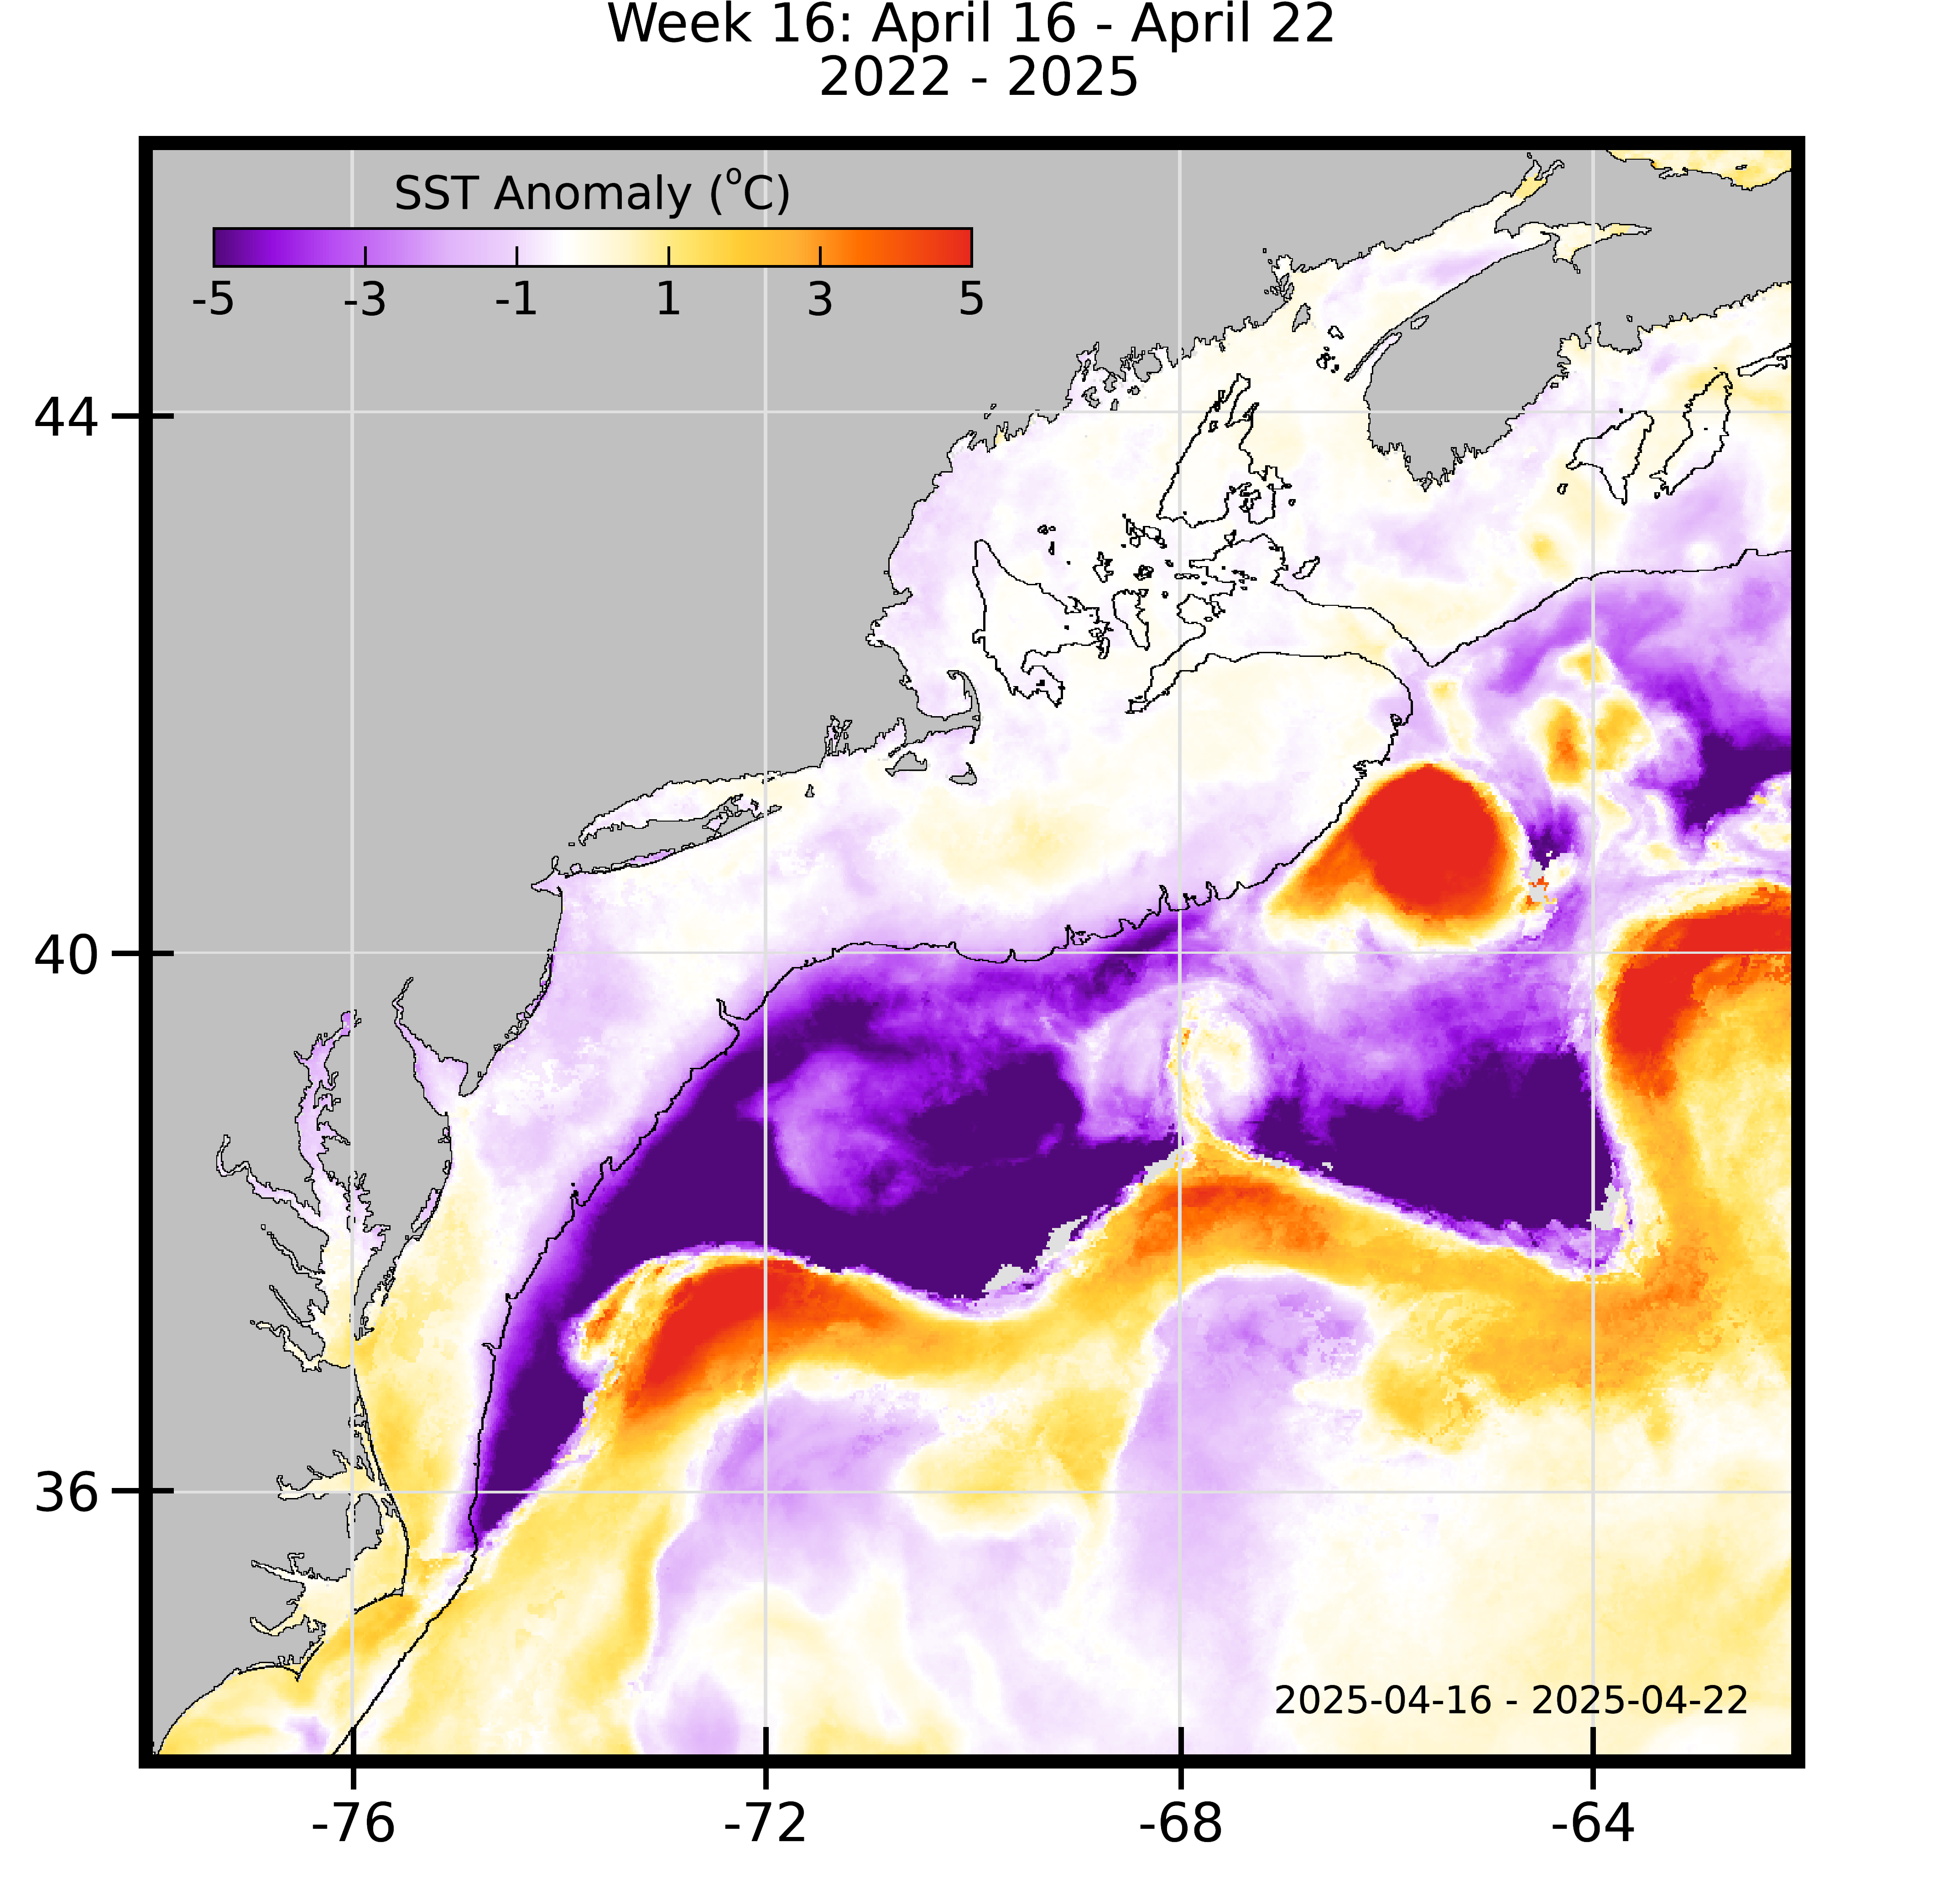 Week 16: April 16 - April 22
2022 - 2025
SST Anomaly (°C)
-5 -3 -1 1 3 5
44
40
36
2025-04-16 - 2025-04-22
-76 -72 -68 -64